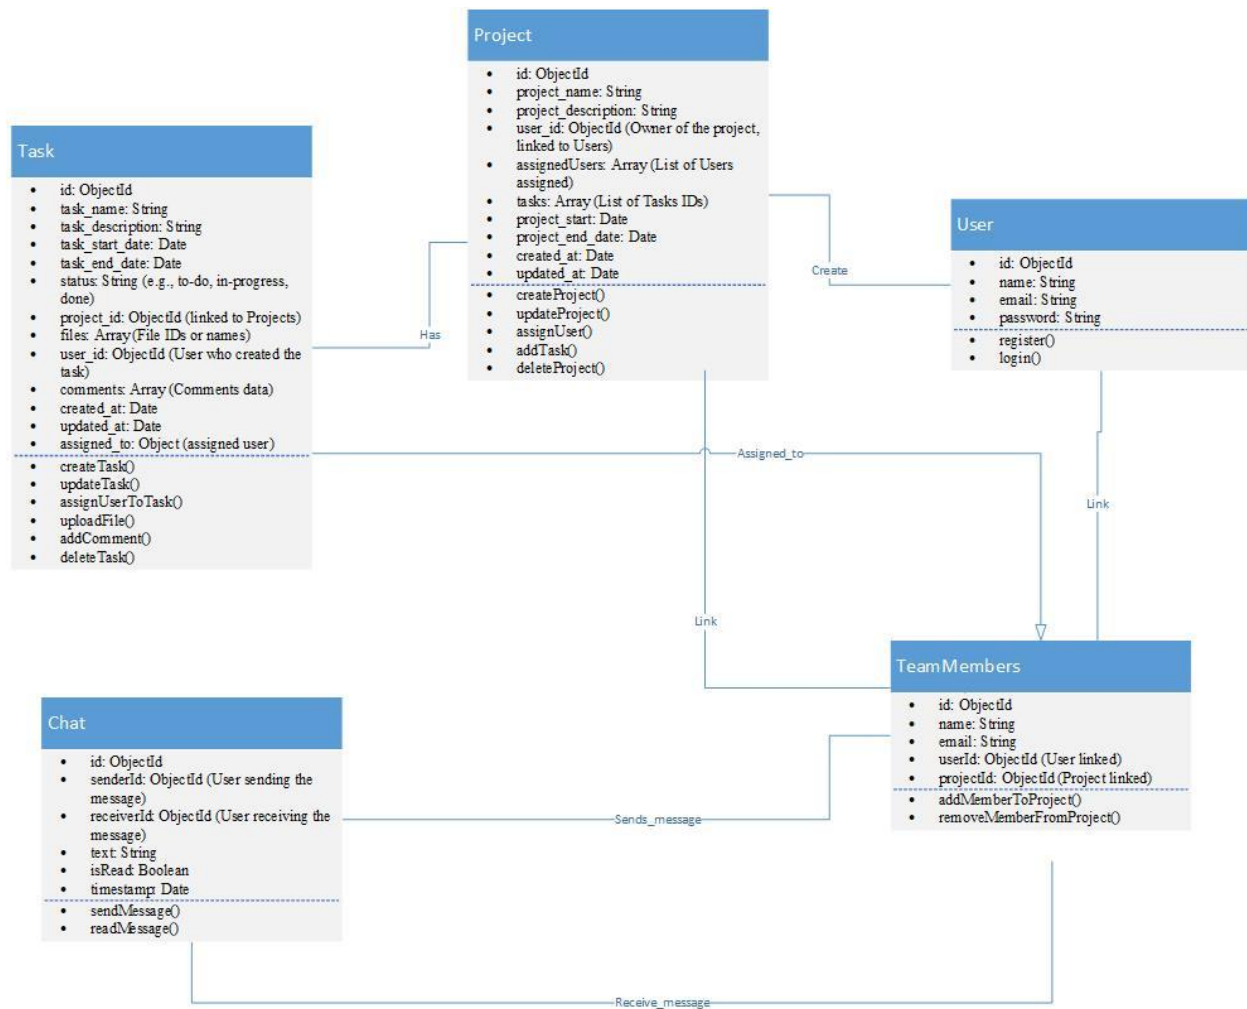 Project
• id: ObjectId
• project_name: String
• project_description: String
• user_id: ObjectId (Owner of the project,
linked to Users)
• assignedUsers: Array (List of Users
assigned)
• tasks: Array (List of Tasks IDs)
• project_start: Date
• project_end_date: Date
• created_at: Date
• updated_at: Date
• createProject()
• updateProject()
• assignUser()
• addTask()
• deleteProject()
Task
• id: ObjectId
• task_name: String
• task_description: String
• task_start_date: Date
• task_end_date: Date
• status: String (e.g., to-do, in-progress,
done)
• project_id: ObjectId (linked to Projects)
• files: Array (File IDs or names)
• user_id: ObjectId (User who created the
task)
• comments: Array (Comments data)
• created_at: Date
• updated_at: Date
• assigned_to: Object (assigned user)
• createTask()
• updateTask()
• assignUserToTask()
• uploadFile()
• addComment()
• deleteTask()
Has
Create
User
• id: ObjectId
• name: String
• email: String
• password: String
• register()
• login()
Assigned_to
Link
Link
TeamMembers
• id: ObjectId
• name: String
• email: String
• userId: ObjectId (User linked)
• projectId: ObjectId (Project linked)
• addMemberToProject()
• removeMemberFromProject()
Chat
• id: ObjectId
• senderId: ObjectId (User sending the
message)
• receiverId: ObjectId (User receiving the
message)
• text: String
• isRead: Boolean
• timestamp: Date
• sendMessage()
• readMessage()
Sends_message
Receive_message